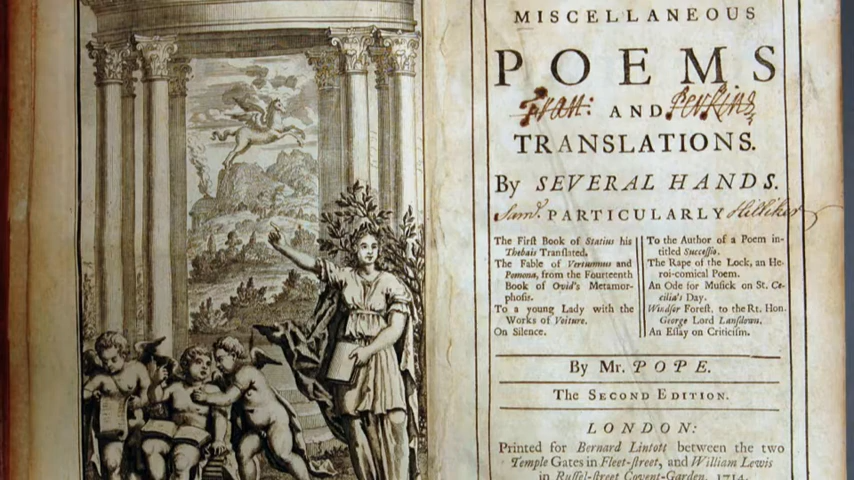 MISCELLANEOUS
POEMS
Fran: AND Perkins
TRANSLATIONS.
By SEVERAL HANDS.
Saml. PARTICULARLY Hilliker
The Firſt Book of Statius his
Thebais Tranſlated.
The Fable of Vertumnus and
Pomona, from the Fourteenth
Book of Ovid's Metamor-
phoſis.
To a young Lady with the
Works of Voiture.
On Silence.
To the Author of a Poem in-
titled Succeſſio.
The Rape of the Lock, an He-
roi-comical Poem.
An Ode for Muſick on St. Ce-
cilia's Day.
Windſor Foreſt. to the Rt. Hon.
George Lord Lanſdown.
An Eſſay on Criticiſm.
By Mr. POPE.
The SECOND EDITION.
LONDON:
Printed for Bernard Lintott between the two
Temple Gates in Fleet-ſtreet, and William Lewis
in Ruſſel-ſtreet Covent-Garden. 1714.